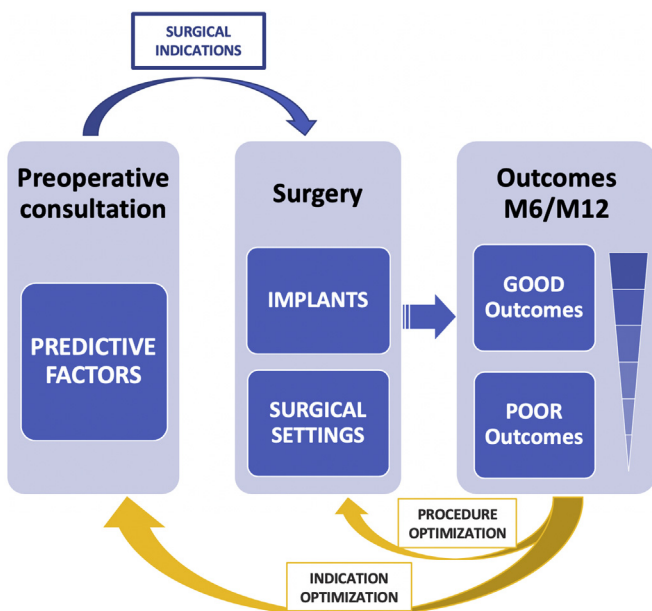 SURGICAL
INDICATIONS
Preoperative
consultation
PREDICTIVE
FACTORS
Surgery
IMPLANTS
SURGICAL
SETTINGS
Outcomes
M6/M12
GOOD
Outcomes
POOR
Outcomes
PROCEDURE
OPTIMIZATION
INDICATION
OPTIMIZATION